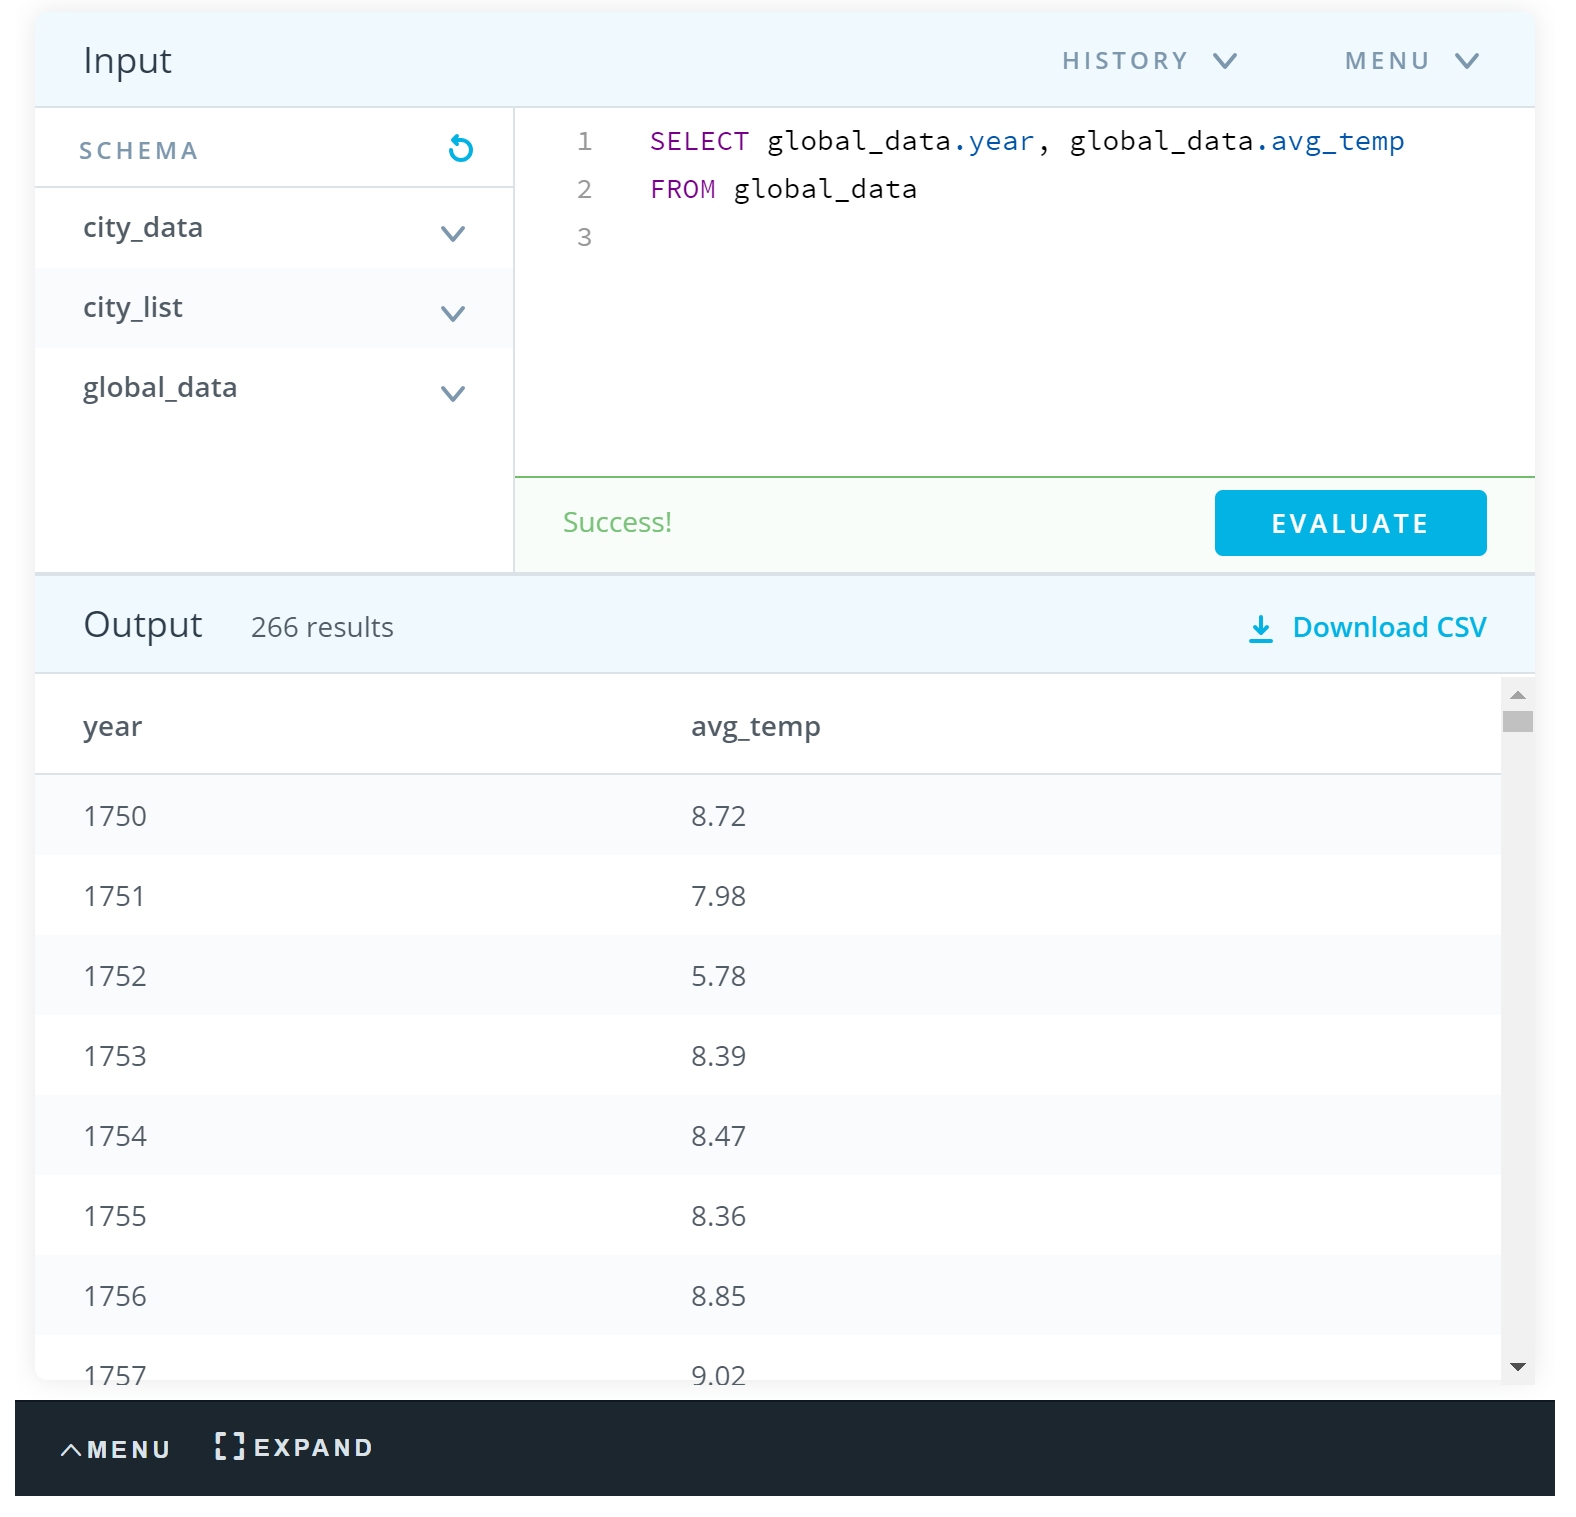 Input HISTORY MENU
SCHEMA
city_data
city_list
global_data
1 SELECT global_data.year, global_data.avg_temp
2 FROM global_data
3
Success! EVALUATE
Output 266 results Download CSV
year avg_temp
1750 8.72
1751 7.98
1752 5.78
1753 8.39
1754 8.47
1755 8.36
1756 8.85
1757 9.02
MENU EXPAND